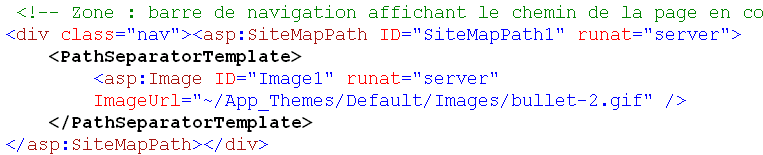 <!-- Zone : barre de navigation affichant le chemin de la page en co
<div class="nav"><asp:SiteMapPath ID="SiteMapPath1" runat="server">
<PathSeparatorTemplate>
<asp:Image ID="Image1" runat="server"
ImageUrl="~/App_Themes/Default/Images/bullet-2.gif" />
</PathSeparatorTemplate>
</asp:SiteMapPath></div>